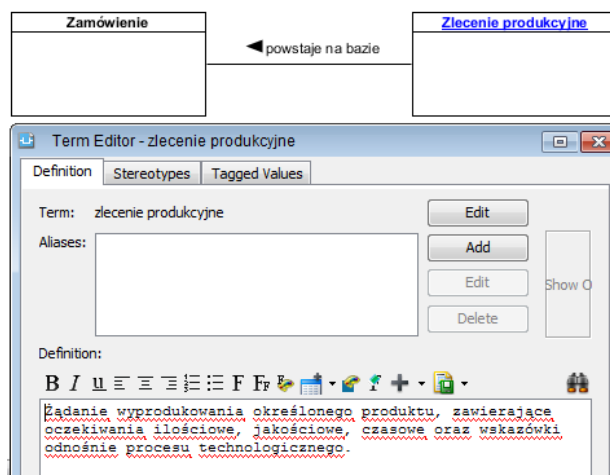 Zamówienie
Zlecenie produkcyjne
◄ powstaje na bazie
Term Editor - zlecenie produkcyjne
Definition Stereotypes Tagged Values
Term: zlecenie produkcyjne Edit
Aliases: Add
Edit Show O
Delete
Definition:
B I u F FF
Żądanie wyprodukowania określonego produktu, zawierające
oczekiwania ilościowe, jakościowe, czasowe oraz wskazówki
odnośnie procesu technologicznego.